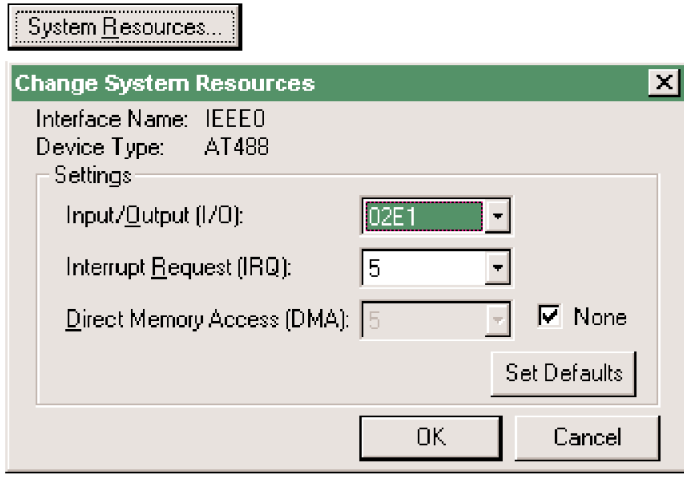 System Resources...
Change System Resources
Interface Name: IEEE0
Device Type: AT488
Settings
Input/Output (I/O): 02E1
Interrupt Request (IRQ): 5
Direct Memory Access (DMA): 5 None
Set Defaults
OK Cancel